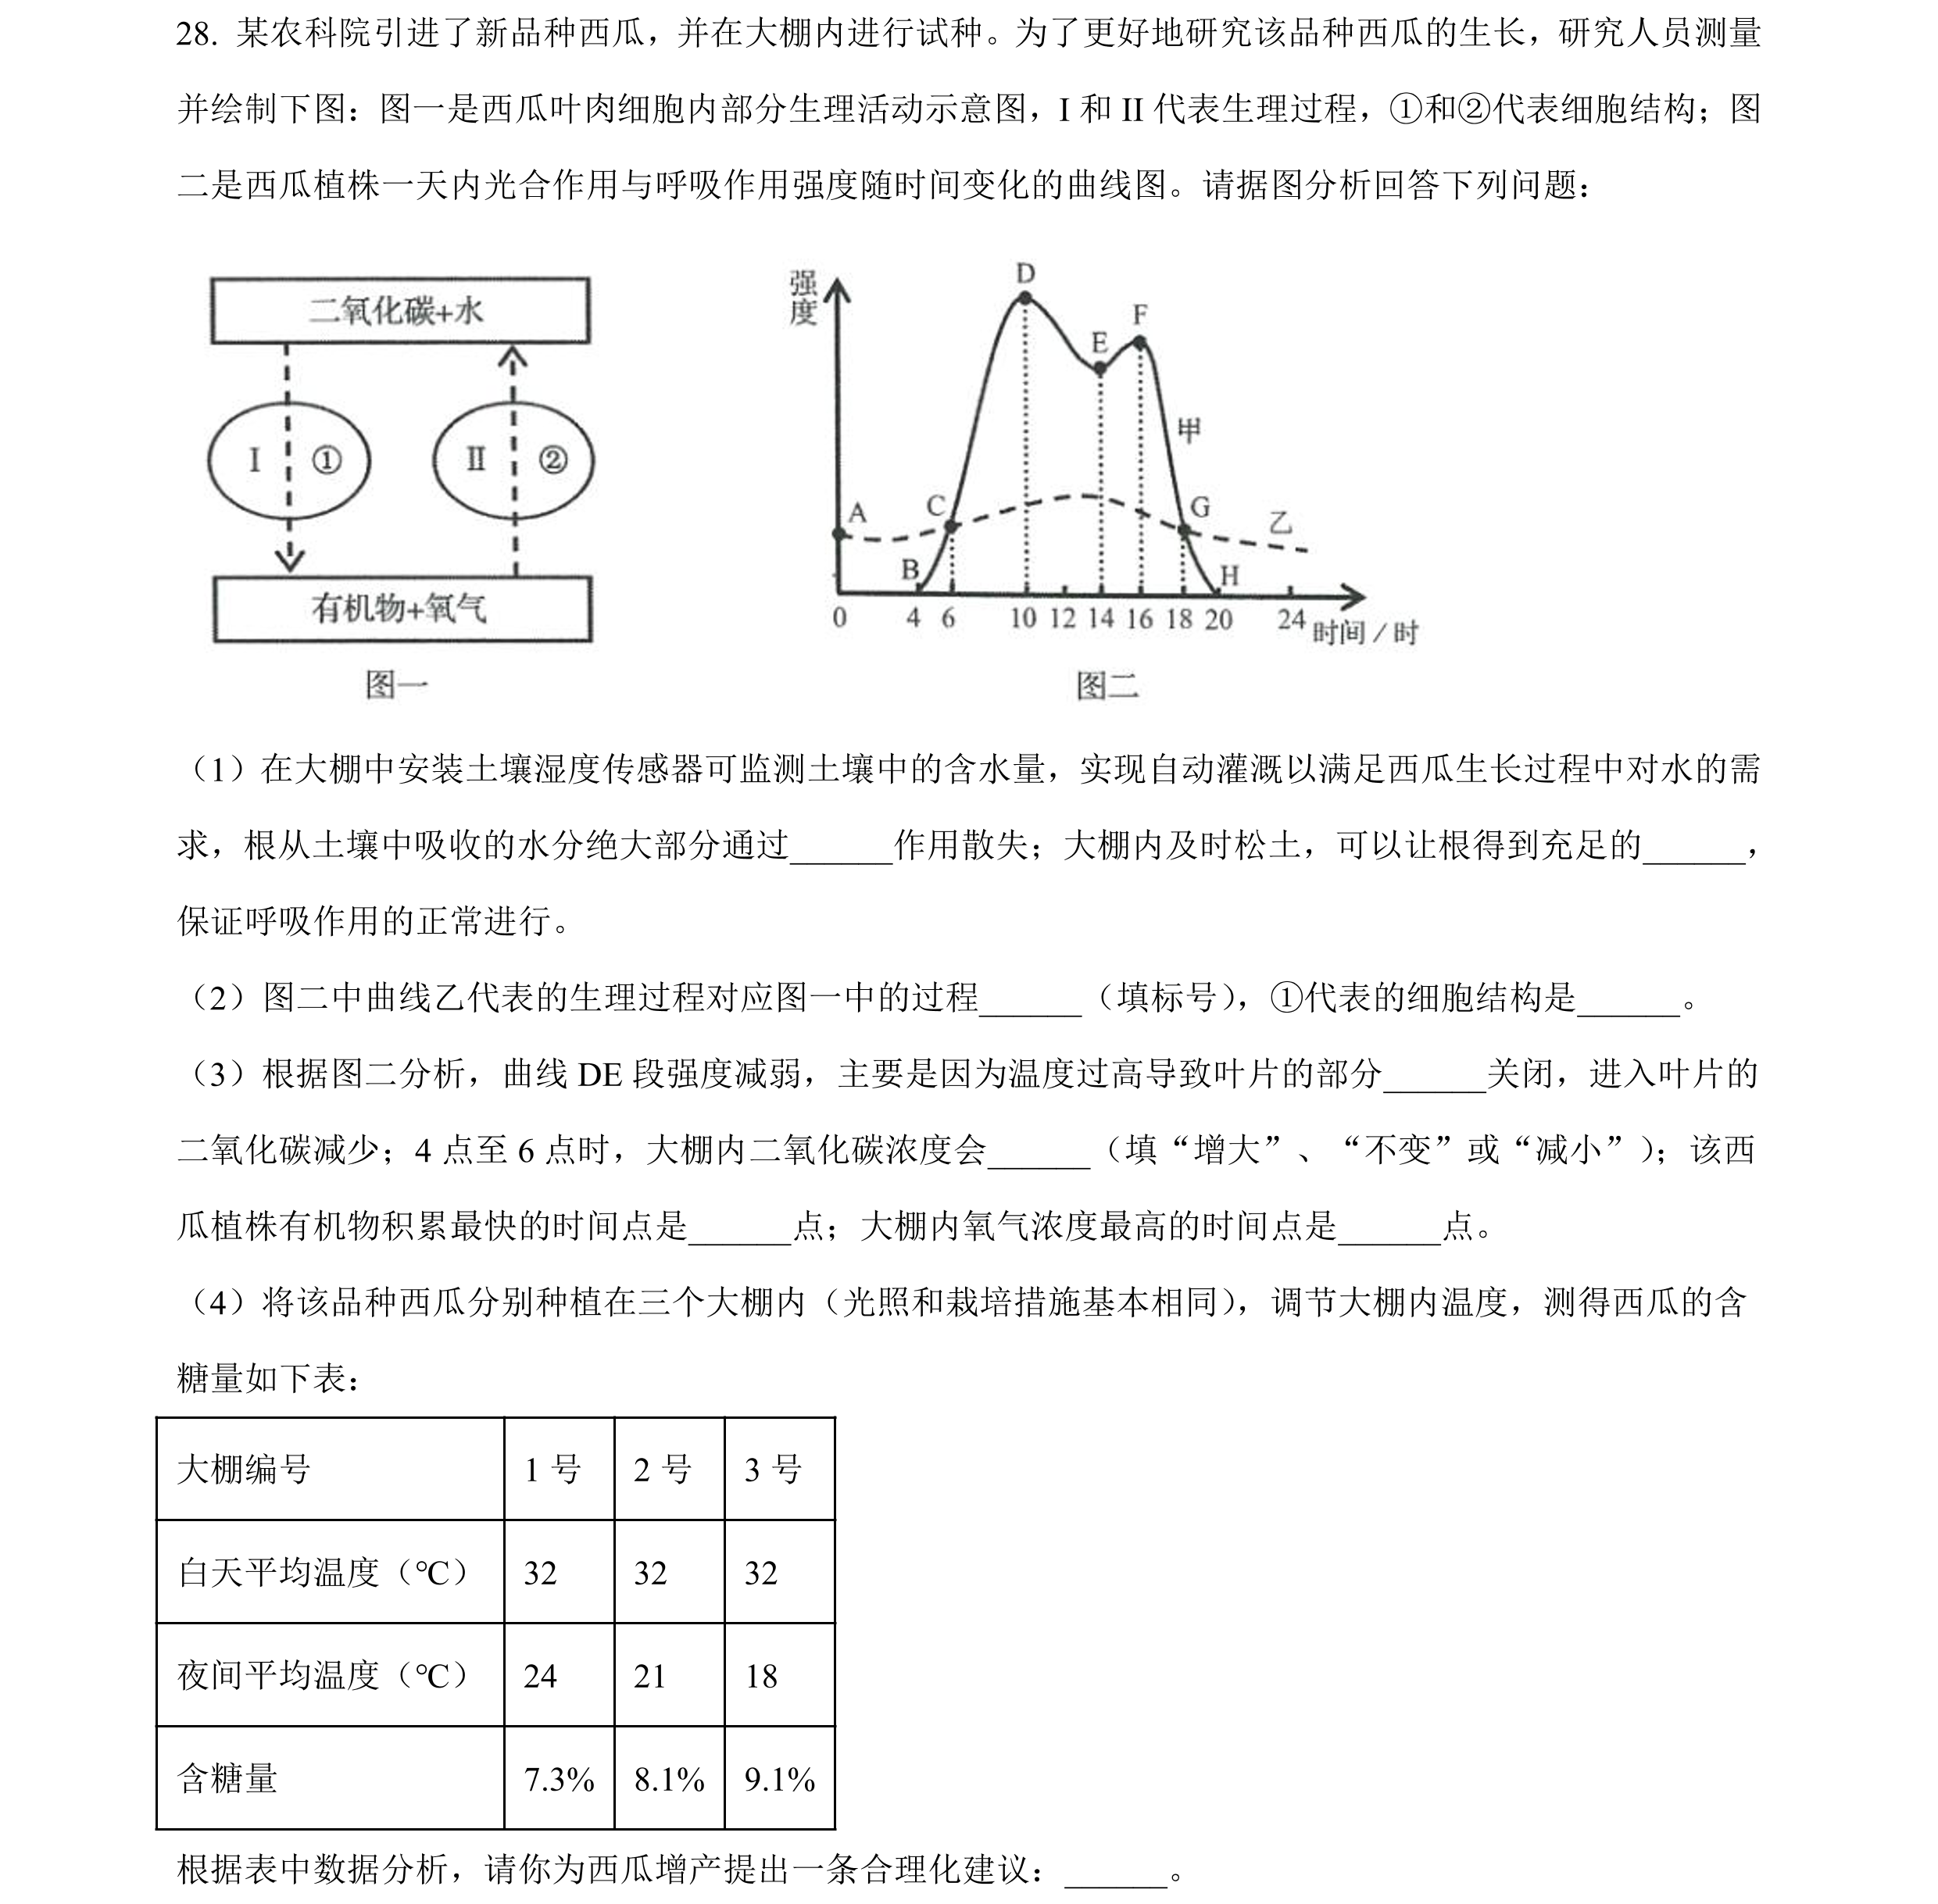 28. 某农科院引进了新品种西瓜，并在大棚内进行试种。为了更好地研究该品种西瓜的生长，研究人员测量
并绘制下图：图一是西瓜叶肉细胞内部分生理活动示意图，I 和 II 代表生理过程，①和②代表细胞结构；图
二是西瓜植株一天内光合作用与呼吸作用强度随时间变化的曲线图。请据图分析回答下列问题：
二氧化碳+水
I ① II ②
有机物+氧气
图一
强度
D
F
E
甲
A
C
G
乙
B
H
0 4 6 10 12 14 16 18 20 24 时间／时
图二
（1）在大棚中安装土壤湿度传感器可监测土壤中的含水量，实现自动灌溉以满足西瓜生长过程中对水的需
求，根从土壤中吸收的水分绝大部分通过______作用散失；大棚内及时松土，可以让根得到充足的______，
保证呼吸作用的正常进行。
（2）图二中曲线乙代表的生理过程对应图一中的过程______（填标号），①代表的细胞结构是______。
（3）根据图二分析，曲线 DE 段强度减弱，主要是因为温度过高导致叶片的部分______关闭，进入叶片的
二氧化碳减少；4 点至 6 点时，大棚内二氧化碳浓度会______（填“增大”、“不变”或“减小”）；该西
瓜植株有机物积累最快的时间点是______点；大棚内氧气浓度最高的时间点是______点。
（4）将该品种西瓜分别种植在三个大棚内（光照和栽培措施基本相同），调节大棚内温度，测得西瓜的含
糖量如下表：
大棚编号 1 号 2 号 3 号
白天平均温度（℃） 32 32 32
夜间平均温度（℃） 24 21 18
含糖量 7.3% 8.1% 9.1%
根据表中数据分析，请你为西瓜增产提出一条合理化建议：______。